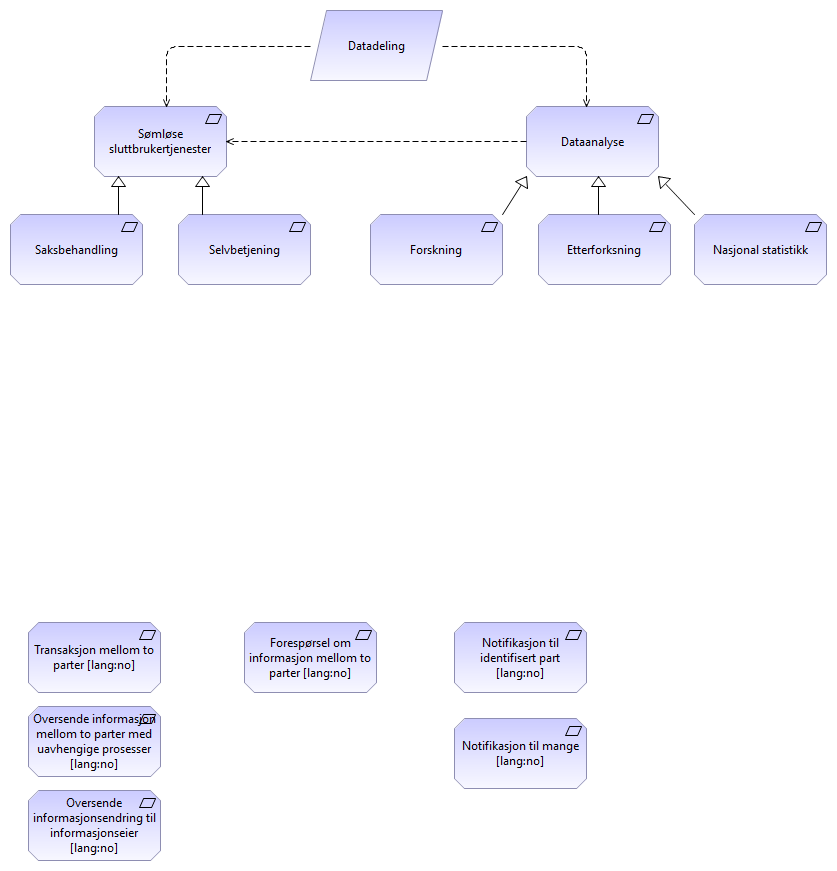 Datadeling
Sømløse
sluttbrukertjenester
Dataanalyse
Saksbehandling
Selvbetjening
Forskning
Etterforksning
Nasjonal statistikk
Transaksjon mellom to
parter [lang:no]
Forespørsel om
informasjon mellom to
parter [lang:no]
Notifikasjon til
identifisert part
[lang:no]
Oversende informasjon
mellom to parter med
uavhengige prosesser
[lang:no]
Notifikasjon til mange
[lang:no]
Oversende
informasjonsendring til
informasjonseier
[lang:no]